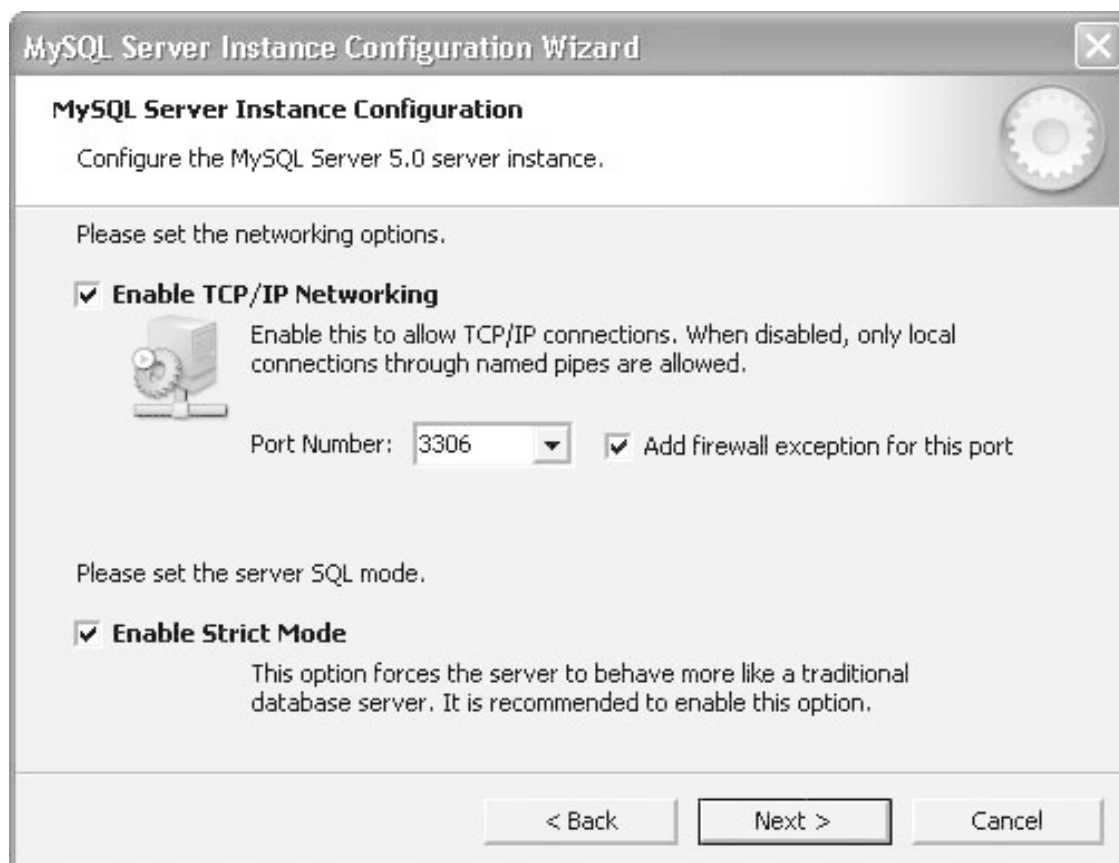 MySQL Server Instance Configuration Wizard
MySQL Server Instance Configuration
Configure the MySQL Server 5.0 server instance.
Please set the networking options.
Enable TCP/IP Networking
Enable this to allow TCP/IP connections. When disabled, only local
connections through named pipes are allowed.
Port Number: 3306 Add firewall exception for this port
Please set the server SQL mode.
Enable Strict Mode
This option forces the server to behave more like a traditional
database server. It is recommended to enable this option.
< Back Next > Cancel